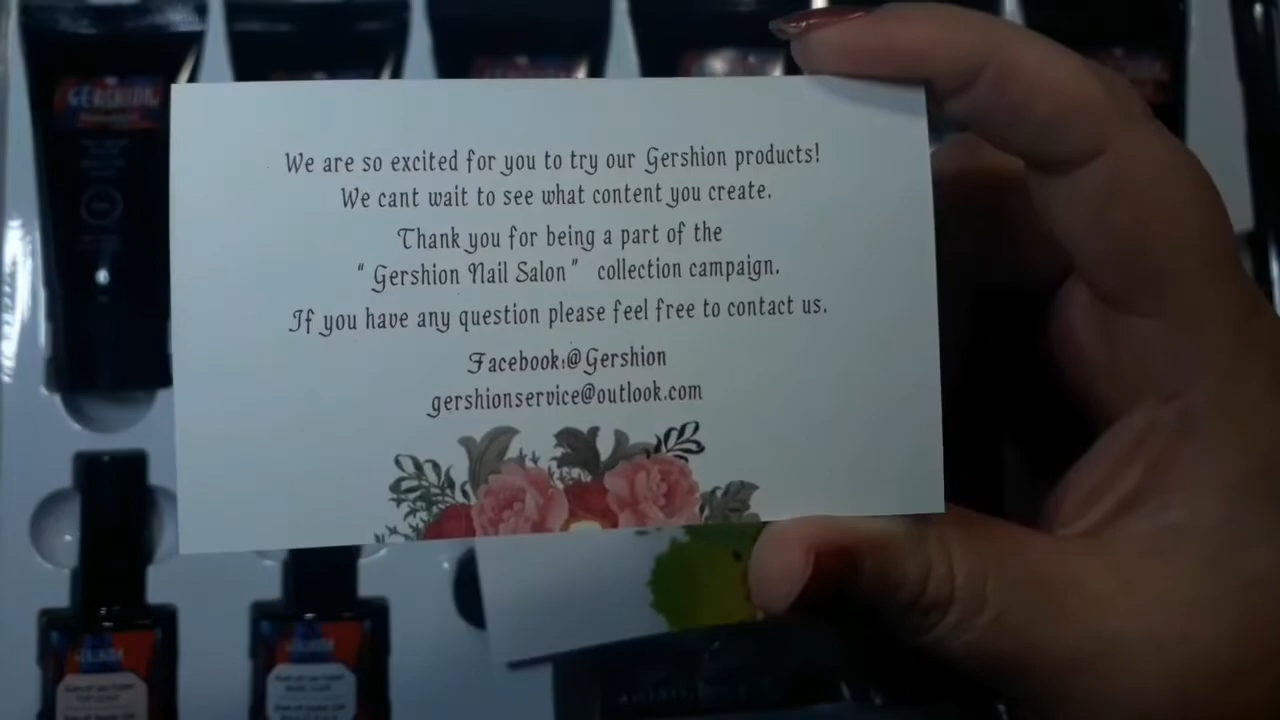 We are so excited for you to try our Gershion products!
We cant wait to see what content you create.
Thank you for being a part of the
“ Gershion Nail Salon ” collection campaign.
If you have any question please feel free to contact us.
Facebook:@Gershion
gershionservice@outlook.com
GERSHION